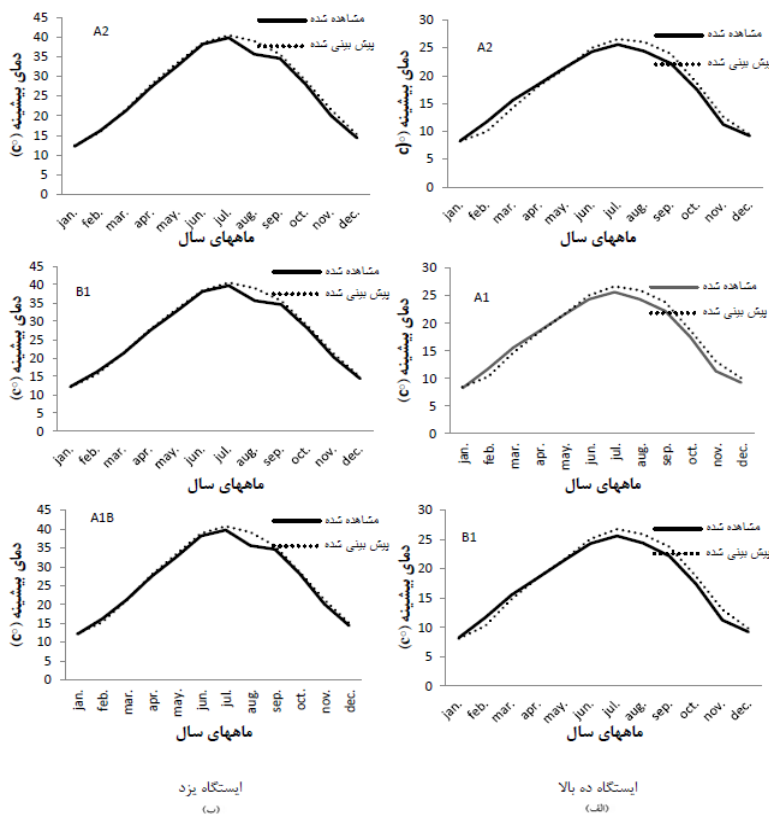 A2
مشاهده شده
پیش بینی شده
دمای بیشینه (c○)
45
40
35
30
25
20
15
10
5
0
jan. feb. mar. apr. may. jun. jul. aug. sep. oct. nov. dec.
ماههای سال
A2
مشاهده شده
پیش بینی شده
دمای بیشینه (c○)
30
25
20
15
10
5
0
jan. feb. mar. apr. may. jun. jul. aug. sep. oct. nov. dec.
ماههای سال
B1
مشاهده شده
پیش بینی شده
دمای بیشینه (c○)
45
40
35
30
25
20
15
10
5
0
jan. feb. mar. apr. may. jun. jul. aug. sep. oct. nov. dec.
ماههای سال
A1
مشاهده شده
پیش بینی شده
دمای بیشینه (c○)
30
25
20
15
10
5
0
jan. feb. mar. apr. may. jun. jul. aug. sep. oct. nov. dec.
ماههای سال
A1B
مشاهده شده
پیش بینی شده
دمای بیشینه (c○)
45
40
35
30
25
20
15
10
5
0
jan. feb. mar. apr. may. jun. jul. aug. sep. oct. nov. dec.
ماههای سال
B1
مشاهده شده
پیش بینی شده
دمای بیشینه (c○)
30
25
20
15
10
5
0
jan. feb. mar. apr. may. jun. jul. aug. sep. oct. nov. dec.
ماههای سال
ایستگاه ده بالا
(الف)
ایستگاه یزد
(ب)